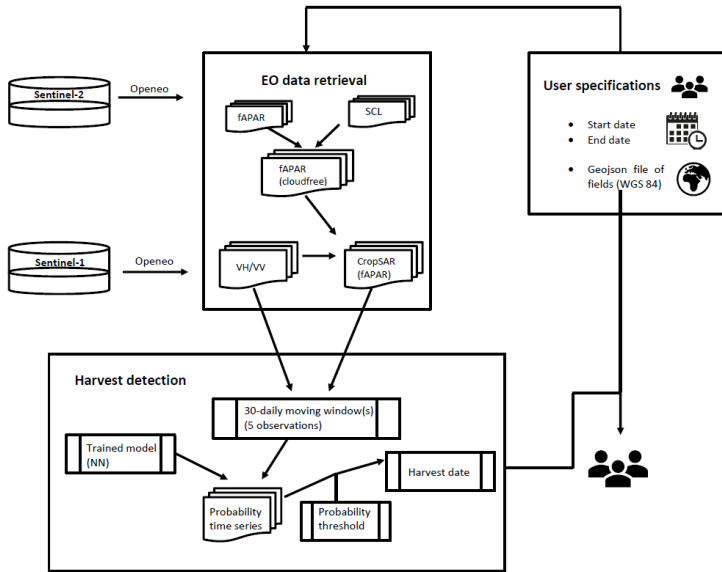 EO data retrieval
User specifications
Sentinel-2
Openeo
fAPAR
SCL
fAPAR
(cloudfree)
• Start date
• End date
• Geojson file of
fields (WGS 84)
Sentinel-1
Openeo
VH/VV
CropSAR
(fAPAR)
Harvest detection
30-daily moving window(s)
(5 observations)
Trained model
(NN)
Harvest date
Probability
time series
Probability
threshold